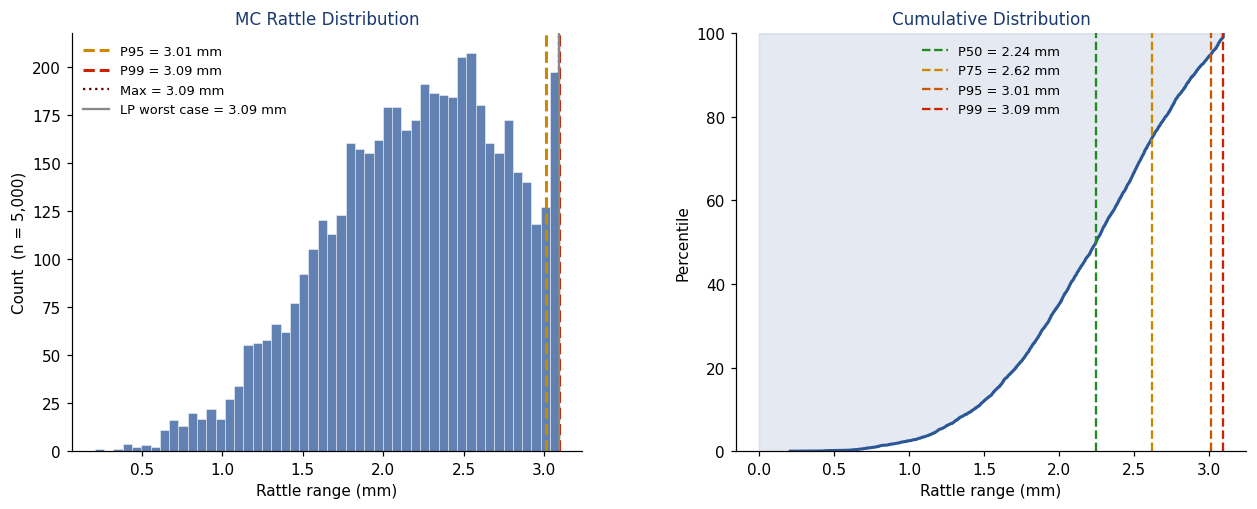 MC Rattle Distribution
P95 = 3.01 mm
P99 = 3.09 mm
Max = 3.09 mm
LP worst case = 3.09 mm
Count  (n = 5,000)
200
175
150
125
100
75
50
25
0
0.5 1.0 1.5 2.0 2.5 3.0
Rattle range (mm)
Cumulative Distribution
P50 = 2.24 mm
P75 = 2.62 mm
P95 = 3.01 mm
P99 = 3.09 mm
Percentile
100
80
60
40
20
0
0.0 0.5 1.0 1.5 2.0 2.5 3.0
Rattle range (mm)